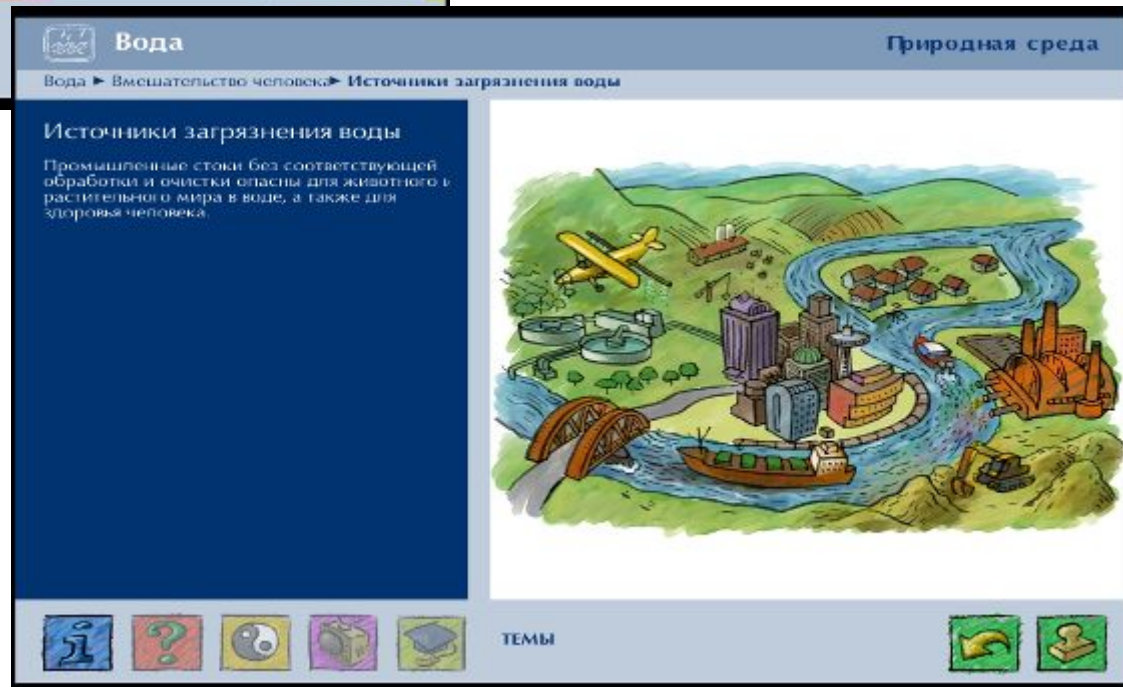 Вода
Природная среда
Вода ► Вмешательство человека► Источники загрязнения воды
Источники загрязнения воды
Промышленные стоки без соответствующей
обработки и очистки опасны для животного и
растительного мира в воде, а также для
здоровья человека.
i ?
ТЕМЫ